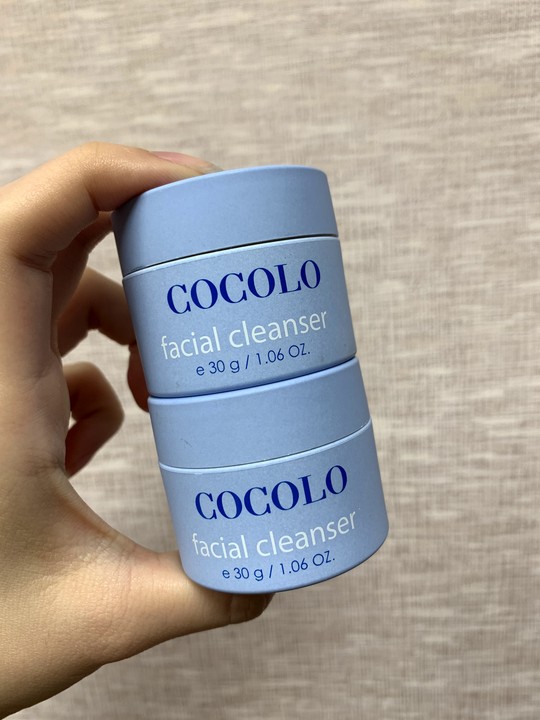 COCOLO
facial cleanser
e 30 g / 1.06 OZ.
COCOLO
facial cleanser
e 30 g / 1.06 OZ.